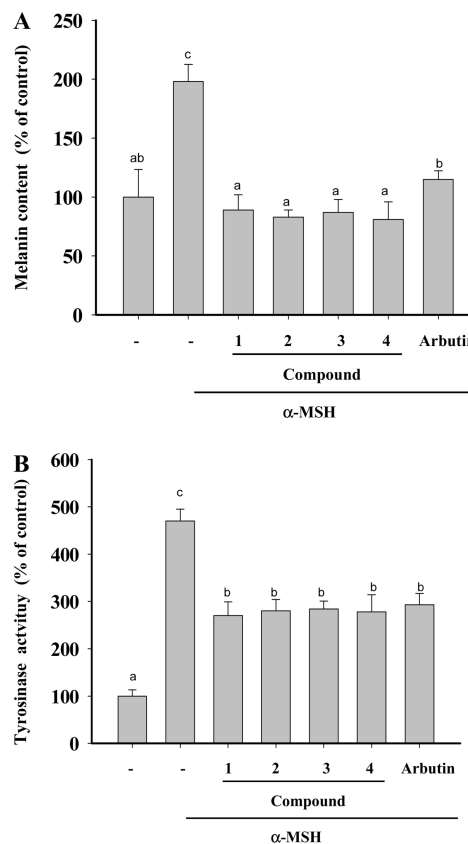 A
Melanin content (% of control)
250
200
150
100
50
0
ab
c
a
a
a
a
b
-
-
1
2
3
4
Arbutin
Compound
α-MSH
B
Tyrosinase actvituy (% of control)
600
500
400
300
200
100
0
a
c
b
b
b
b
b
-
-
1
2
3
4
Arbutin
Compound
α-MSH